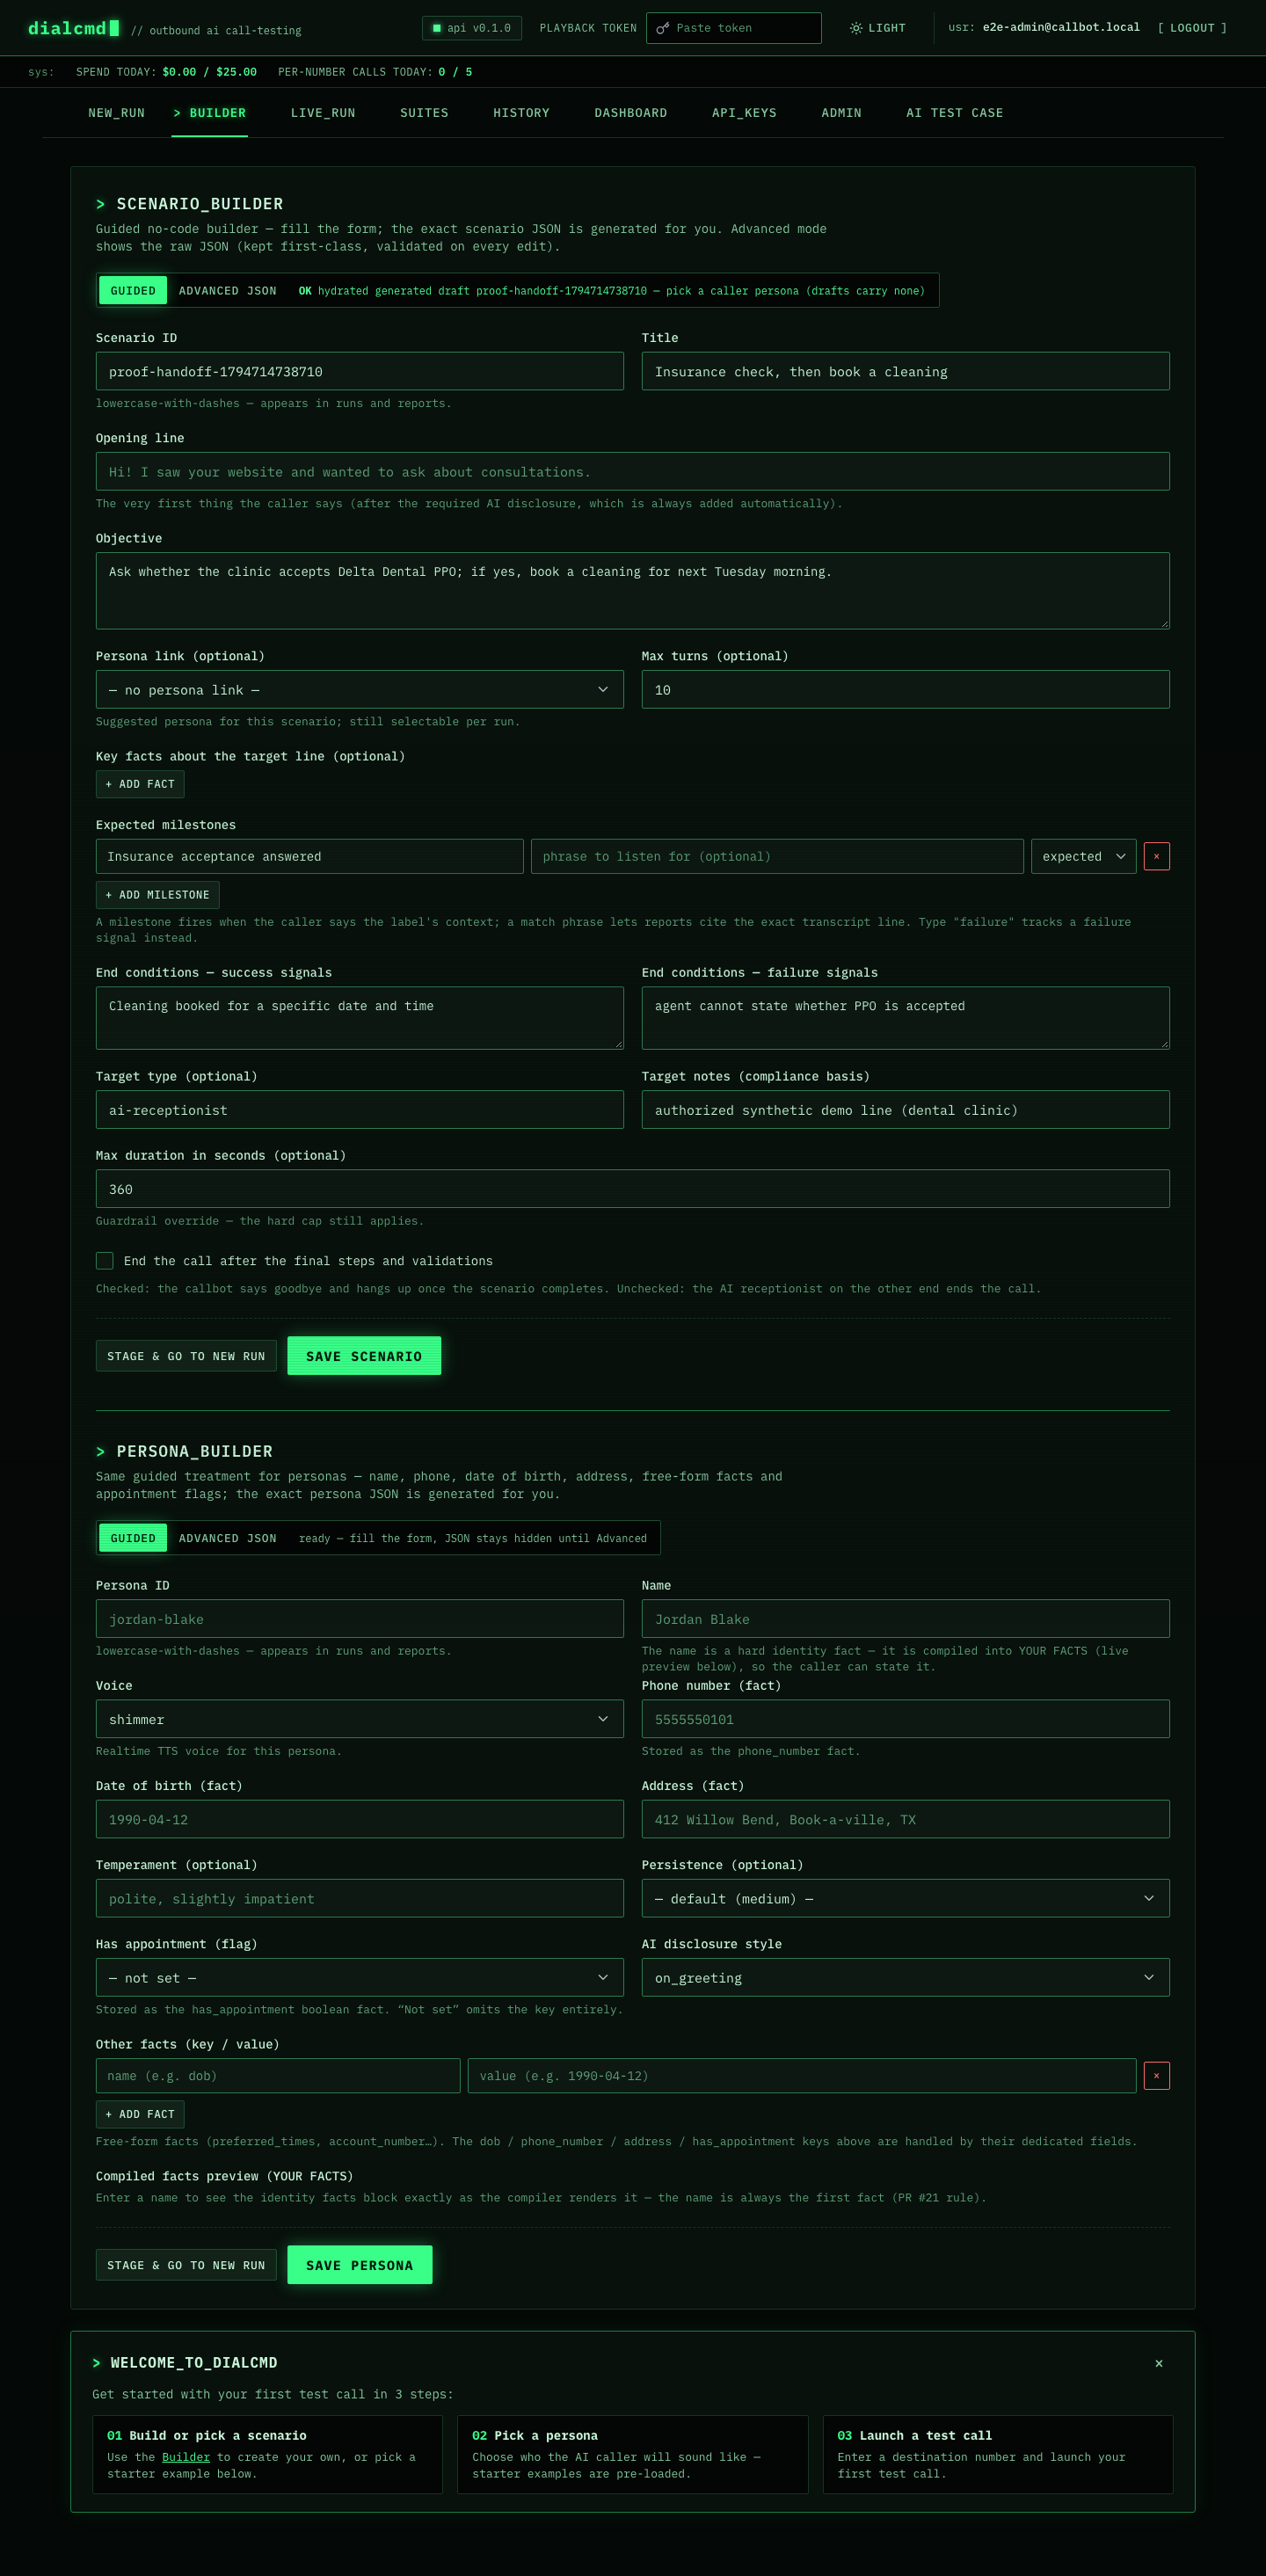 dialcmd // outbound ai call-testing
api v0.1.0
PLAYBACK TOKEN
Paste token
LIGHT
usr: e2e-admin@callbot.local
[ LOGOUT ]
sys: SPEND TODAY: $0.00 / $25.00 PER-NUMBER CALLS TODAY: 0 / 5
NEW_RUN > BUILDER LIVE_RUN SUITES HISTORY DASHBOARD API_KEYS ADMIN AI TEST CASE
> SCENARIO_BUILDER
Guided no-code builder — fill the form; the exact scenario JSON is generated for you. Advanced mode
shows the raw JSON (kept first-class, validated on every edit).
GUIDED ADVANCED JSON OK hydrated generated draft proof-handoff-1794714738710 — pick a caller persona (drafts carry none)
Scenario ID
proof-handoff-1794714738710
lowercase-with-dashes — appears in runs and reports.
Title
Insurance check, then book a cleaning
Opening line
Hi! I saw your website and wanted to ask about consultations.
The very first thing the caller says (after the required AI disclosure, which is always added automatically).
Objective
Ask whether the clinic accepts Delta Dental PPO; if yes, book a cleaning for next Tuesday morning.
Persona link (optional)
— no persona link —
Suggested persona for this scenario; still selectable per run.
Max turns (optional)
10
Key facts about the target line (optional)
+ ADD FACT
Expected milestones
Insurance acceptance answered
phrase to listen for (optional)
expected
×
+ ADD MILESTONE
A milestone fires when the caller says the label's context; a match phrase lets reports cite the exact transcript line. Type "failure" tracks a failure
signal instead.
End conditions — success signals
Cleaning booked for a specific date and time
End conditions — failure signals
agent cannot state whether PPO is accepted
Target type (optional)
ai-receptionist
Target notes (compliance basis)
authorized synthetic demo line (dental clinic)
Max duration in seconds (optional)
360
Guardrail override — the hard cap still applies.
End the call after the final steps and validations
Checked: the callbot says goodbye and hangs up once the scenario completes. Unchecked: the AI receptionist on the other end ends the call.
STAGE & GO TO NEW RUN
SAVE SCENARIO
> PERSONA_BUILDER
Same guided treatment for personas — name, phone, date of birth, address, free-form facts and
appointment flags; the exact persona JSON is generated for you.
GUIDED ADVANCED JSON ready — fill the form, JSON stays hidden until Advanced
Persona ID
jordan-blake
lowercase-with-dashes — appears in runs and reports.
Name
Jordan Blake
The name is a hard identity fact — it is compiled into YOUR FACTS (live
preview below), so the caller can state it.
Voice
shimmer
Realtime TTS voice for this persona.
Phone number (fact)
5555550101
Stored as the phone_number fact.
Date of birth (fact)
1990-04-12
Address (fact)
412 Willow Bend, Book-a-ville, TX
Temperament (optional)
polite, slightly impatient
Persistence (optional)
— default (medium) —
Has appointment (flag)
— not set —
Stored as the has_appointment boolean fact. “Not set” omits the key entirely.
AI disclosure style
on_greeting
Other facts (key / value)
name (e.g. dob)
value (e.g. 1990-04-12)
×
+ ADD FACT
Free-form facts (preferred_times, account_number…). The dob / phone_number / address / has_appointment keys above are handled by their dedicated fields.
Compiled facts preview (YOUR FACTS)
Enter a name to see the identity facts block exactly as the compiler renders it — the name is always the first fact (PR #21 rule).
STAGE & GO TO NEW RUN
SAVE PERSONA
> WELCOME_TO_DIALCMD
×
Get started with your first test call in 3 steps:
01 Build or pick a scenario
Use the Builder to create your own, or pick a
starter example below.
02 Pick a persona
Choose who the AI caller will sound like —
starter examples are pre-loaded.
03 Launch a test call
Enter a destination number and launch your
first test call.